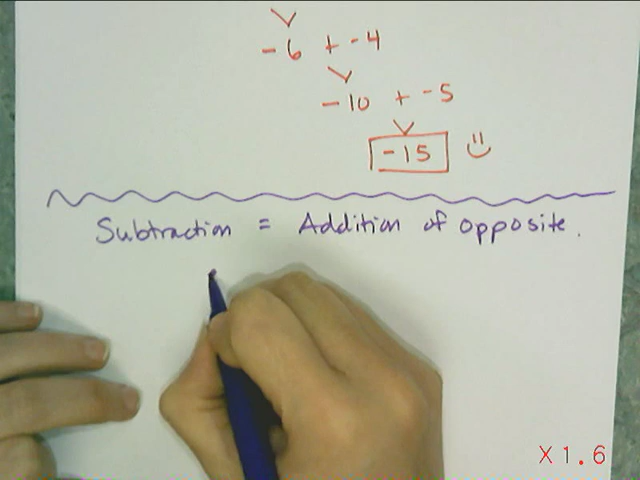 -6 + -4
-10 + -5
-15
Subtraction = Addition of opposite.
X1.6